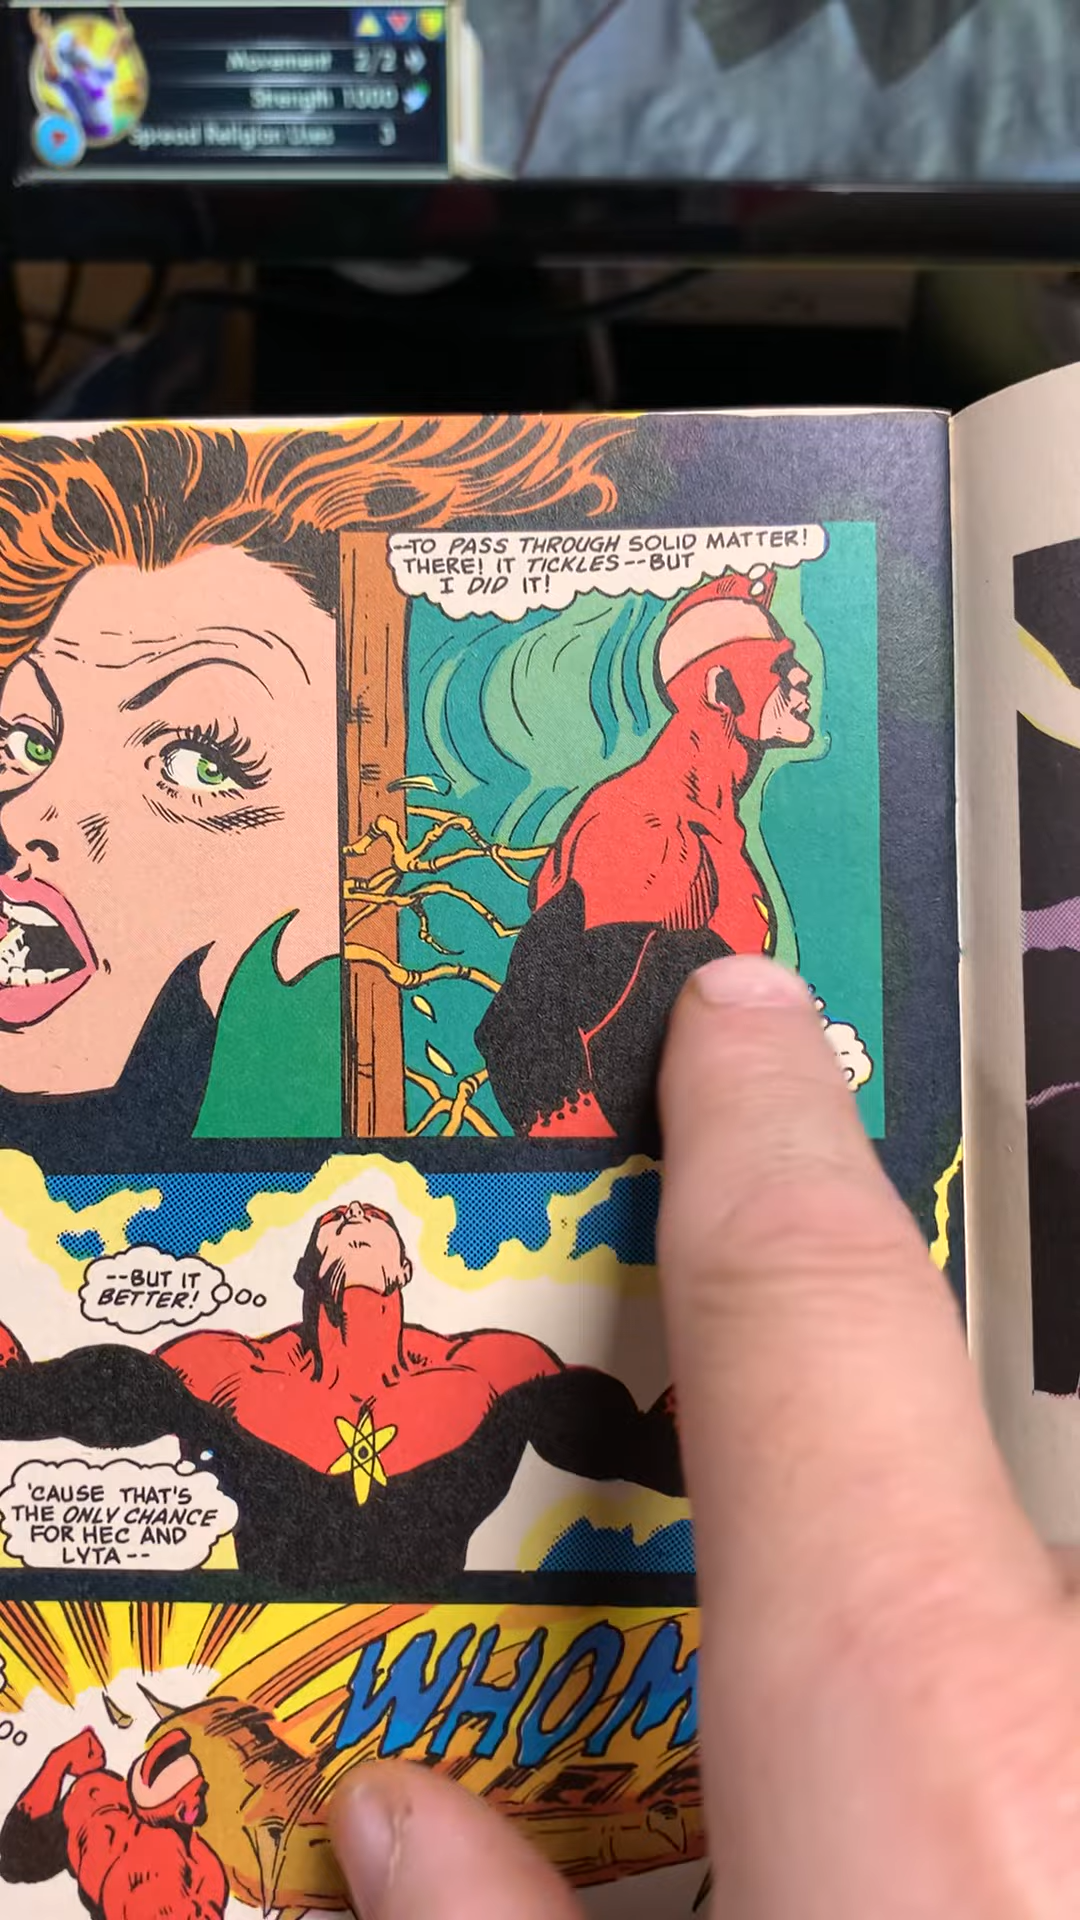 Movement 2/2
Strength 1000
Spread Religion Uses 3
--TO PASS THROUGH SOLID MATTER!
THERE! IT TICKLES--BUT
I DID IT!
--BUT IT
BETTER!
'CAUSE THAT'S
THE ONLY CHANCE
FOR HEC AND
LYTA--
WHOM